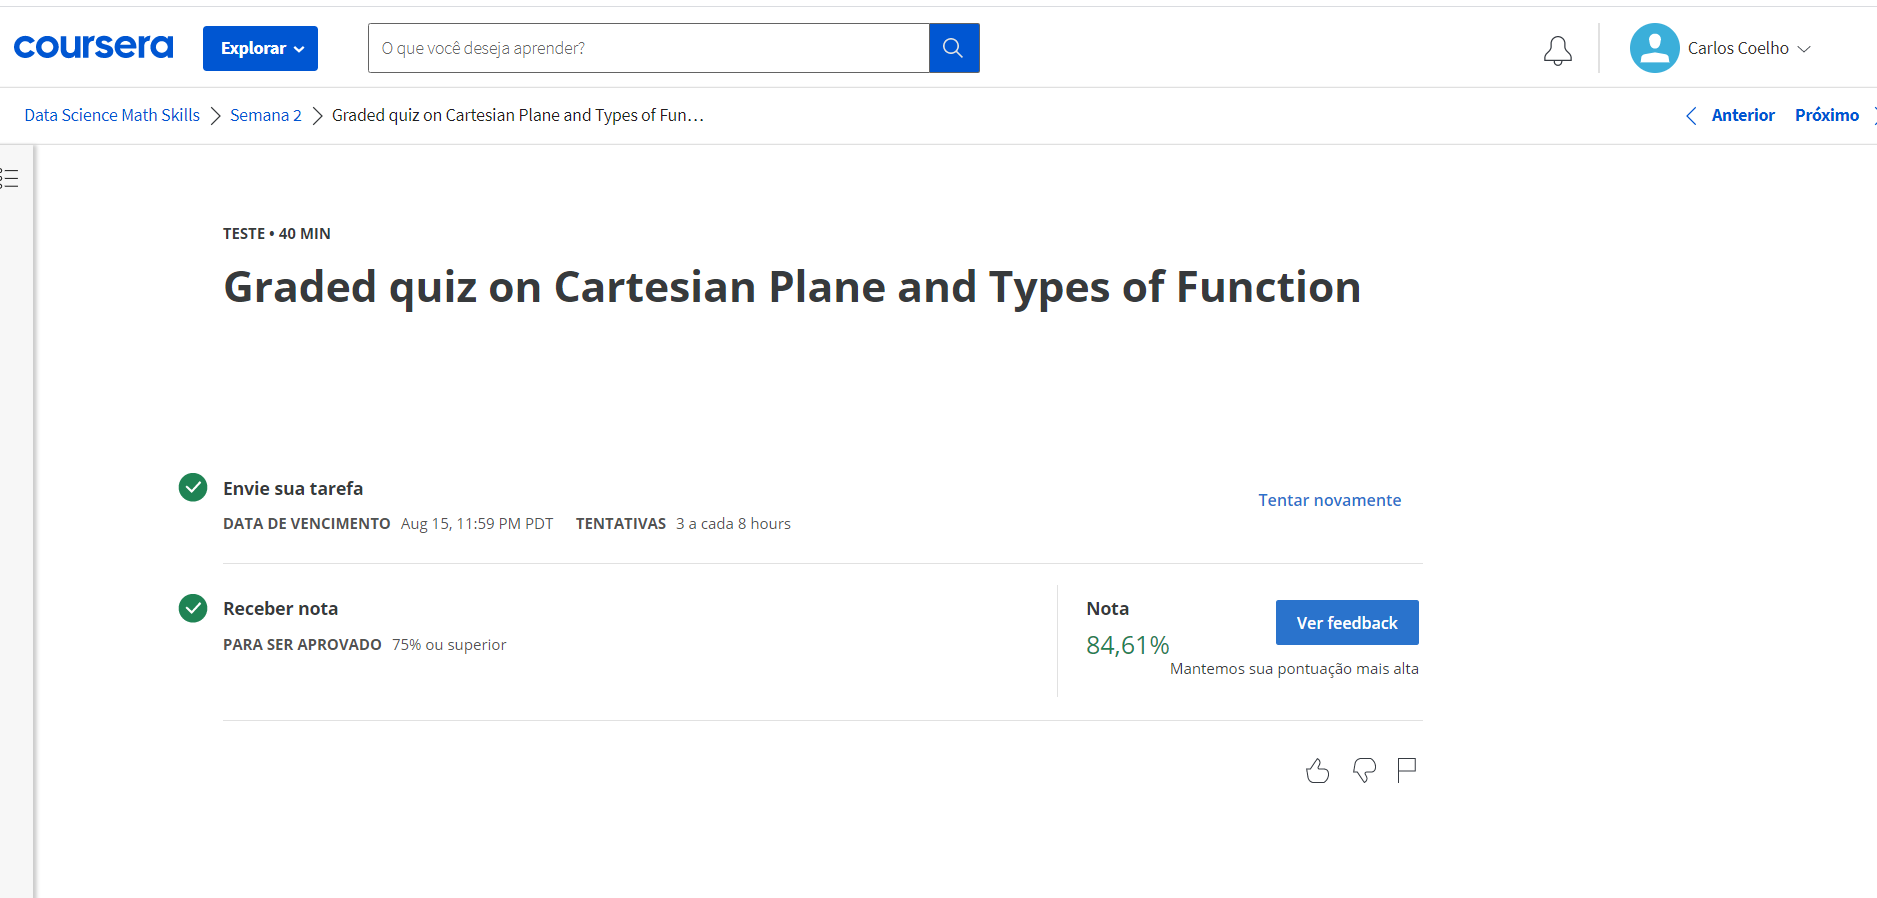 coursera
Explorar
O que você deseja aprender?
Carlos Coelho
Data Science Math Skills
Semana 2
Graded quiz on Cartesian Plane and Types of Fun…
Anterior
Próximo
TESTE • 40 MIN
Graded quiz on Cartesian Plane and Types of Function
Envie sua tarefa
DATA DE VENCIMENTO Aug 15, 11:59 PM PDT TENTATIVAS 3 a cada 8 hours
Tentar novamente
Receber nota
PARA SER APROVADO 75% ou superior
Nota
84,61%
Ver feedback
Mantemos sua pontuação mais alta